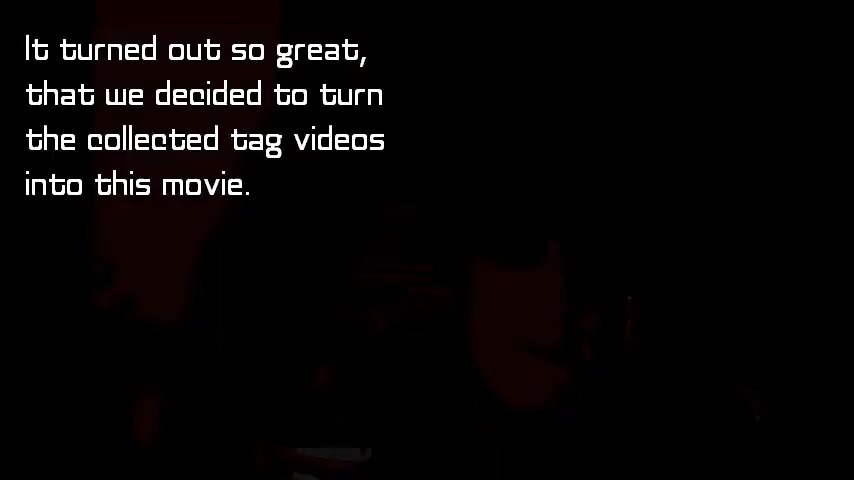 It turned out so great,
that we decided to turn
the collected tag videos
into this movie.